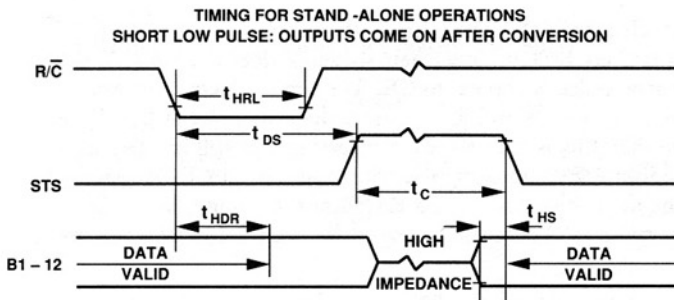 TIMING FOR STAND -ALONE OPERATIONS
SHORT LOW PULSE: OUTPUTS COME ON AFTER CONVERSION
R/C̅
tHRL
tDS
STS
tC
tHDR
tHS
B1 – 12
DATA
VALID
HIGH
IMPEDANCE
DATA
VALID